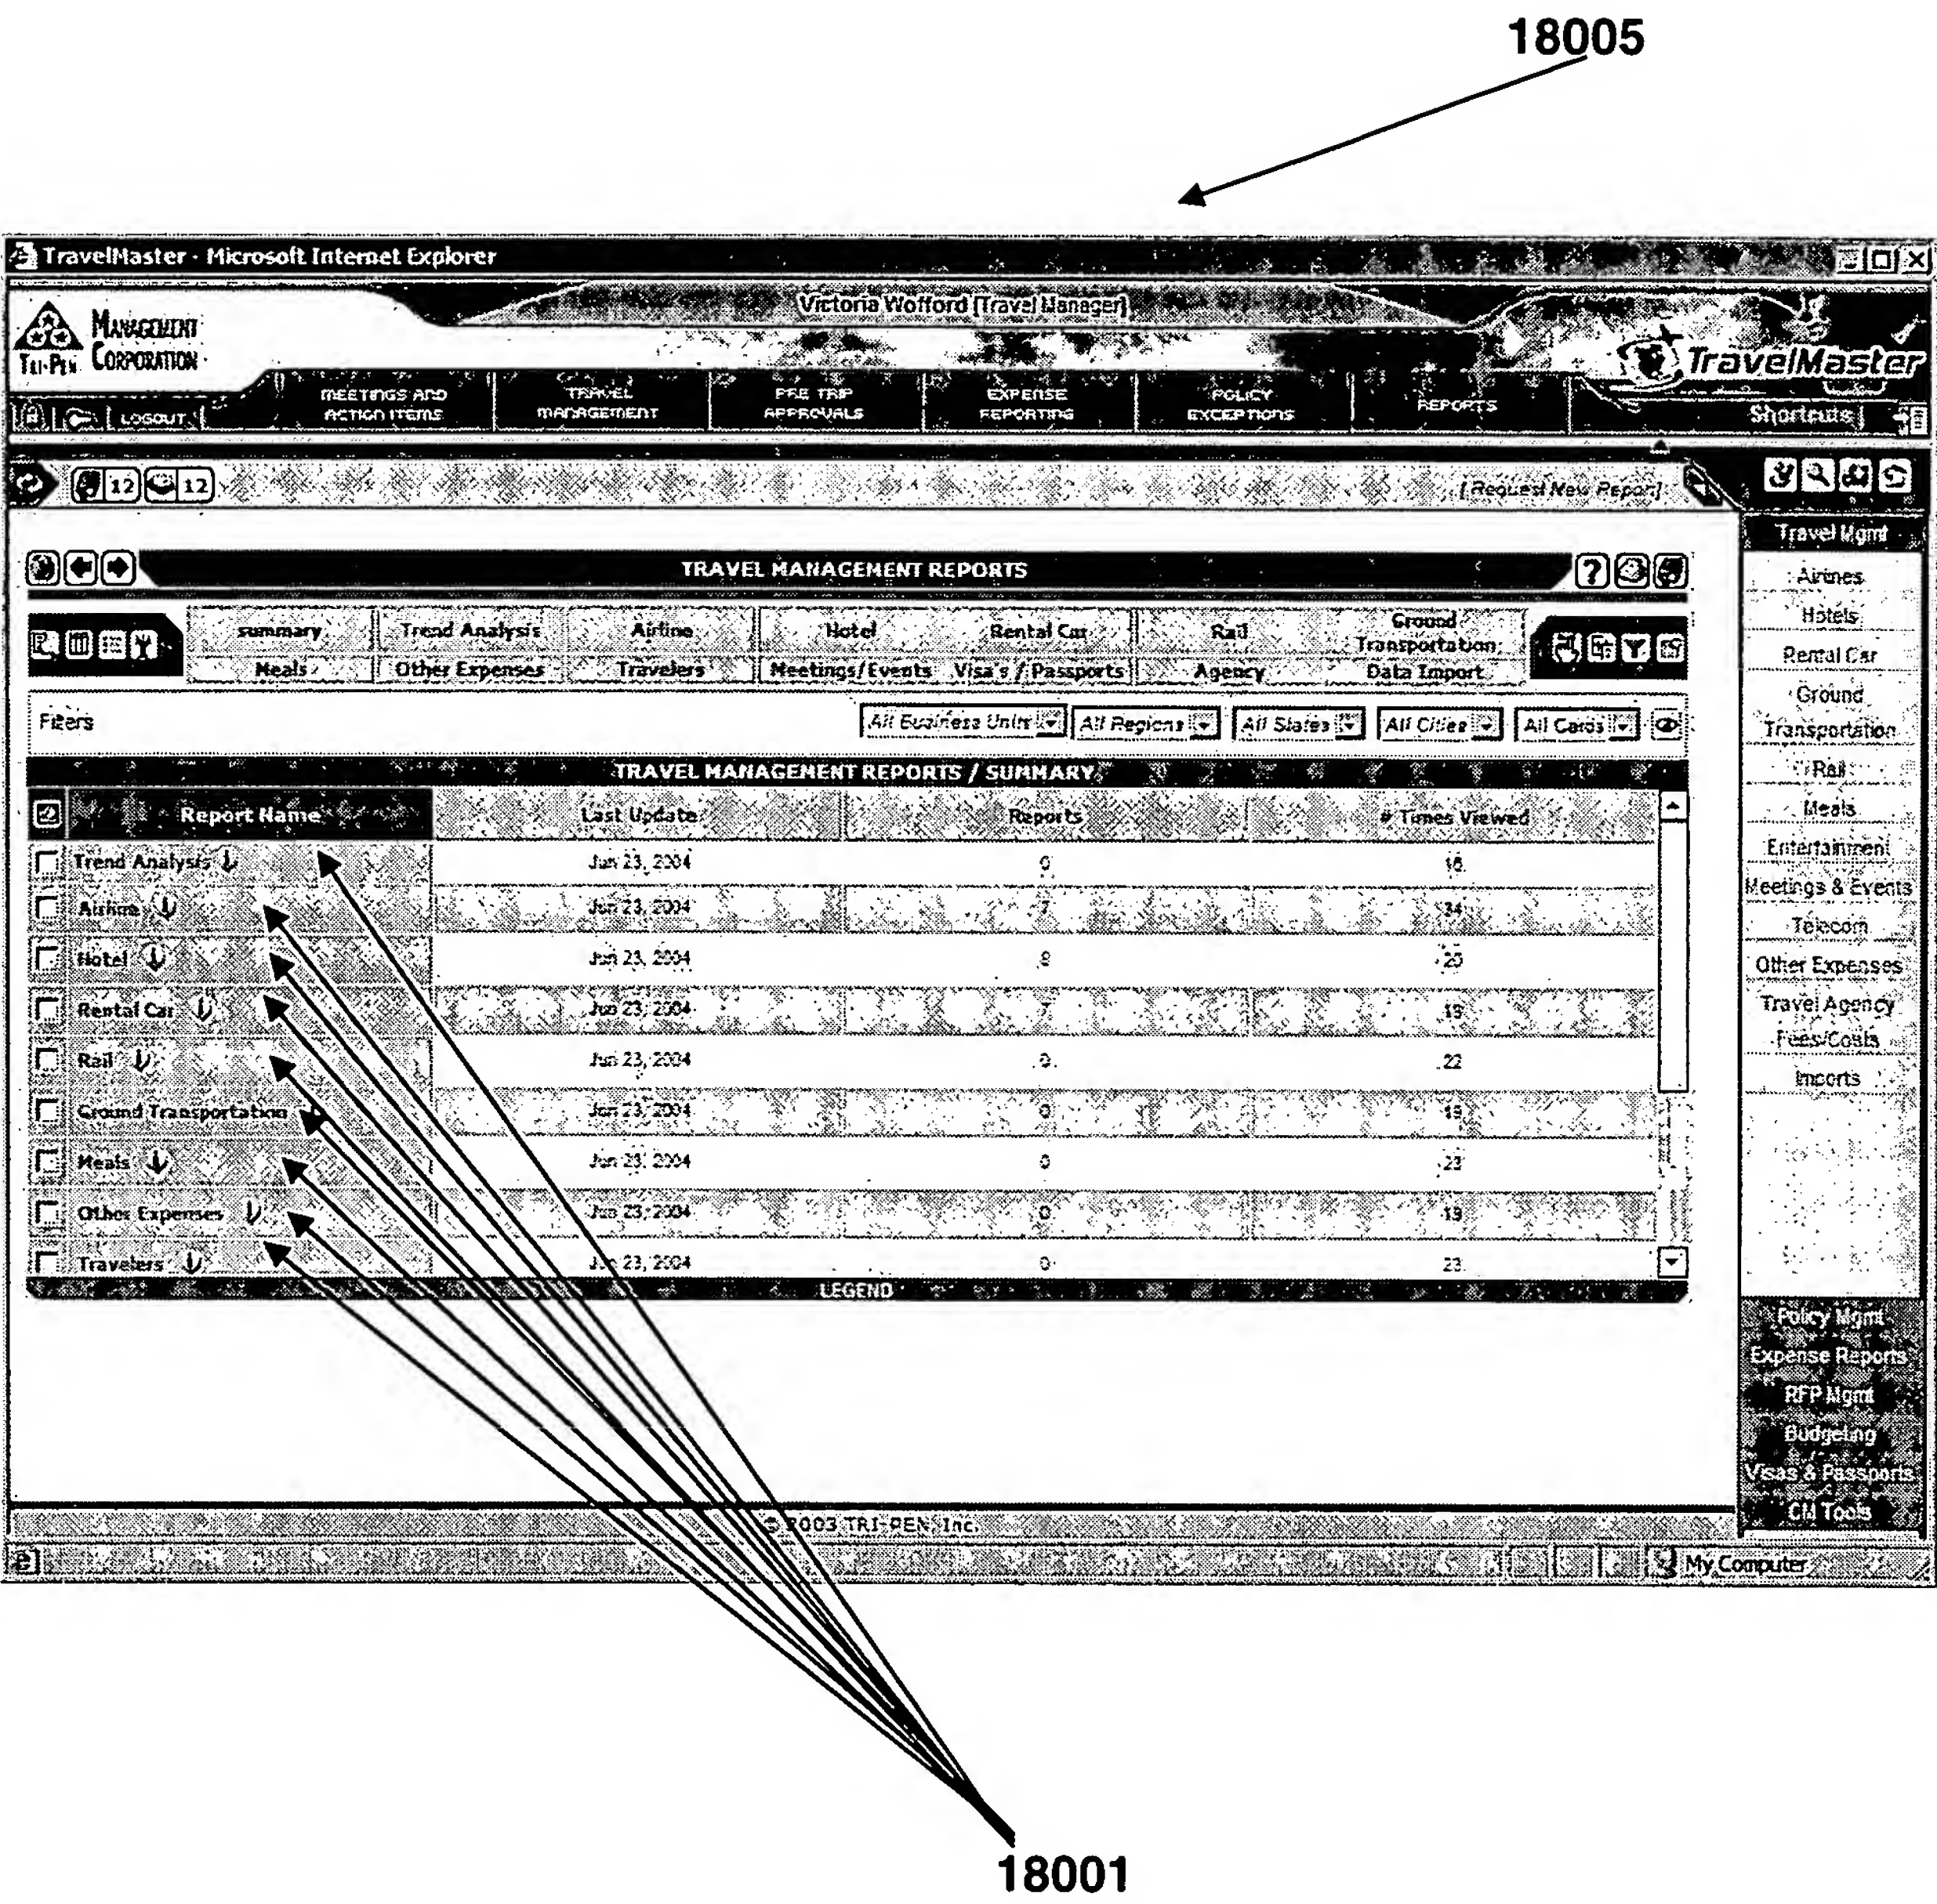 18005
TravelMaster - Microsoft Internet Explorer
Victoria Wofford [Travel Manager]
MANAGEMENT
TRI-PEN CORPORATION
TravelMaster
MEETINGS AND ACTION ITEMS
TRAVEL MANAGEMENT
PRE TRIP APPROVALS
EXPENSE REPORTING
POLICY EXCEPTIONS
REPORTS
LOGOUT
Shortcuts
12 12
[Request New Report]
TRAVEL MANAGEMENT REPORTS
?
summary Trend Analysis Airline Hotel Rental Car Rail Ground Transportation
Meals Other Expenses Travelers Meetings/Events Visa's / Passports Agency Data Import
Filters All Business Units All Regions All States All Cities All Cards
TRAVEL MANAGEMENT REPORTS / SUMMARY
Report Name Last Update Reports # Times Viewed
Trend Analysis Jun 23, 2004 0
Airline Jun 23, 2004 7 34
Hotel Jun 23, 2004 8 20
Rental Car Jun 23, 2004 7 19
Rail Jun 23, 2004 0 22
Ground Transportation Jun 23, 2004 0 19
Meals Jun 23, 2004 0 23
Other Expenses Jun 23, 2004 0 19
Travelers Jun 23, 2004 0 23
LEGEND
Travel Mgmt
Airlines
Hotels
Rental Car
Ground
Transportation
Rail
Meals
Entertainment
Meetings & Events
Telecom
Other Expenses
Travel Agency
Fees/Costs
Imports
Policy Mgmt
Expense Reports
RFP Mgmt
Budgeting
Visas & Passports
CM Tools
© 2003 TRI-PEN, Inc.
My Computer
18001